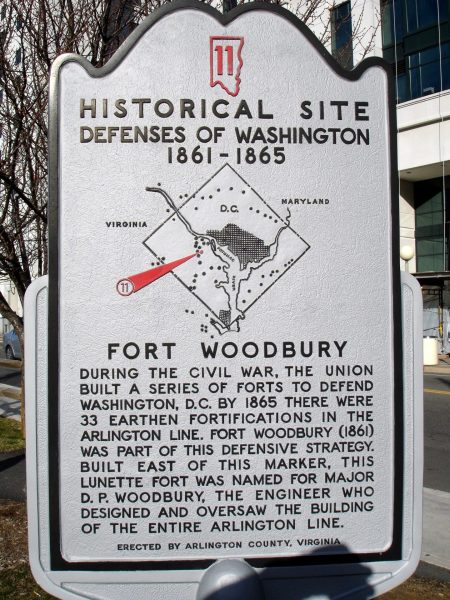 11
HISTORICAL SITE
DEFENSES OF WASHINGTON
1861-1865
D.C.
MARYLAND
VIRGINIA
11
FORT WOODBURY
DURING THE CIVIL WAR, THE UNION
BUILT A SERIES OF FORTS TO DEFEND
WASHINGTON, D.C. BY 1865 THERE WERE
33 EARTHEN FORTIFICATIONS IN THE
ARLINGTON LINE. FORT WOODBURY (1861)
WAS PART OF THIS DEFENSIVE STRATEGY.
BUILT EAST OF THIS MARKER, THIS
LUNETTE FORT WAS NAMED FOR MAJOR
D. P. WOODBURY, THE ENGINEER WHO
DESIGNED AND OVERSAW THE BUILDING
OF THE ENTIRE ARLINGTON LINE.
ERECTED BY ARLINGTON COUNTY, VIRGINIA